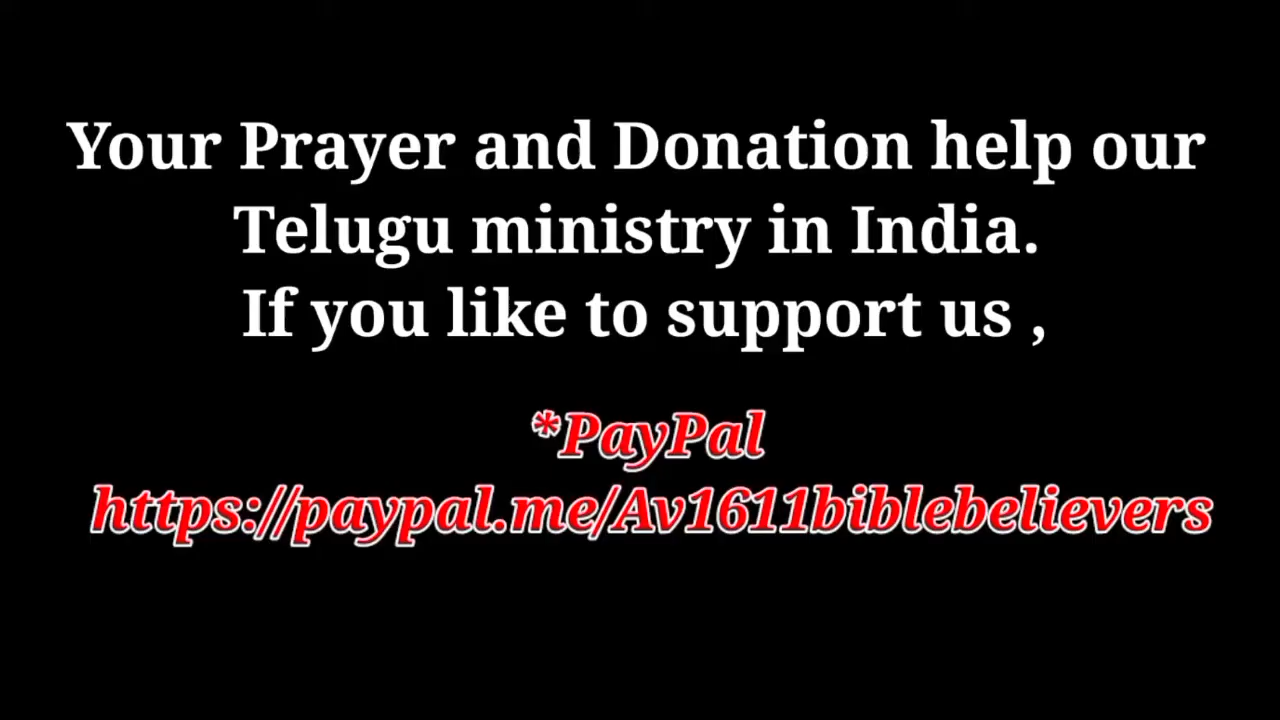 Your Prayer and Donation help our
Telugu ministry in India.
If you like to support us ,
*PayPal
https://paypal.me/Av1611biblebelievers